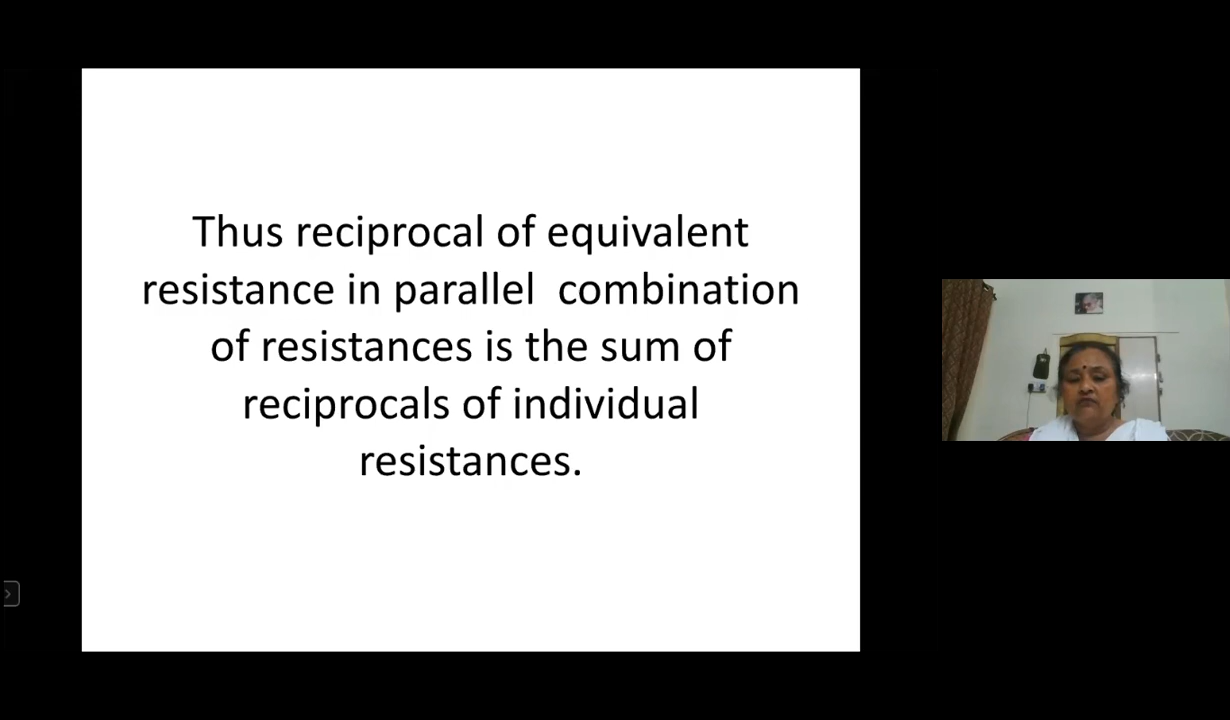 Thus reciprocal of equivalent
resistance in parallel  combination
of resistances is the sum of
reciprocals of individual
resistances.